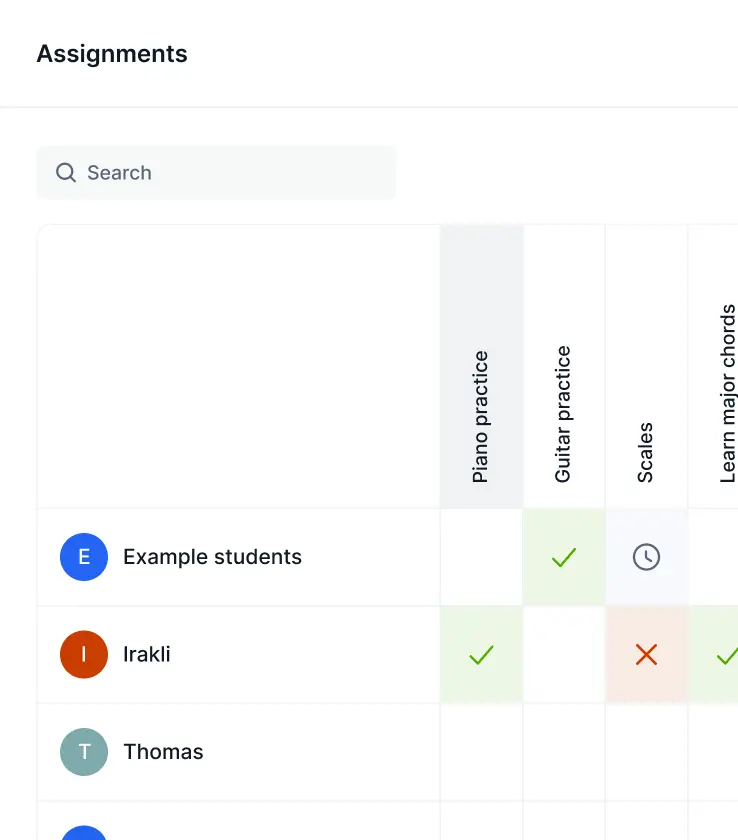 Assignments
Search
Piano practice
Guitar practice
Scales
Learn major chords
E
Example students
I
Irakli
T
Thomas